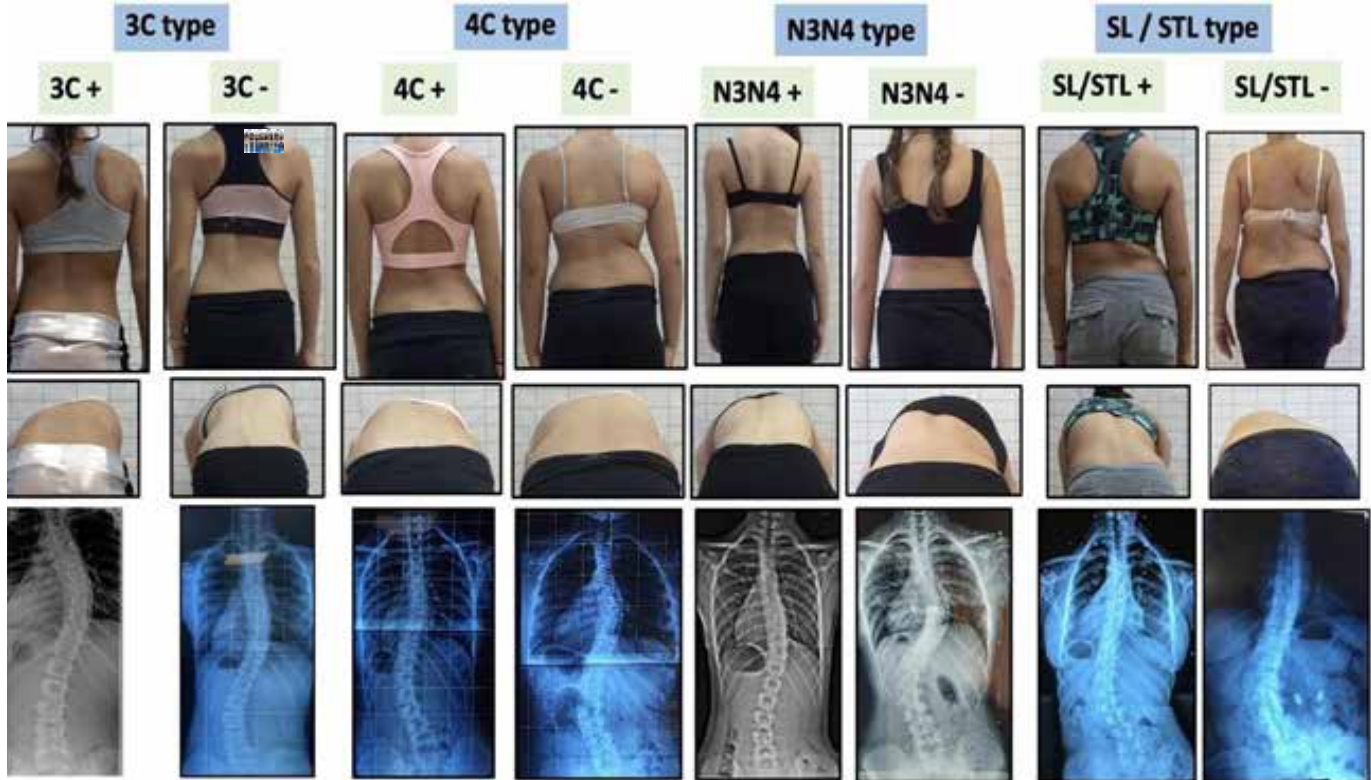 3C type 4C type N3N4 type SL / STL type
3C + 3C - 4C + 4C - N3N4 + N3N4 - SL/STL + SL/STL -